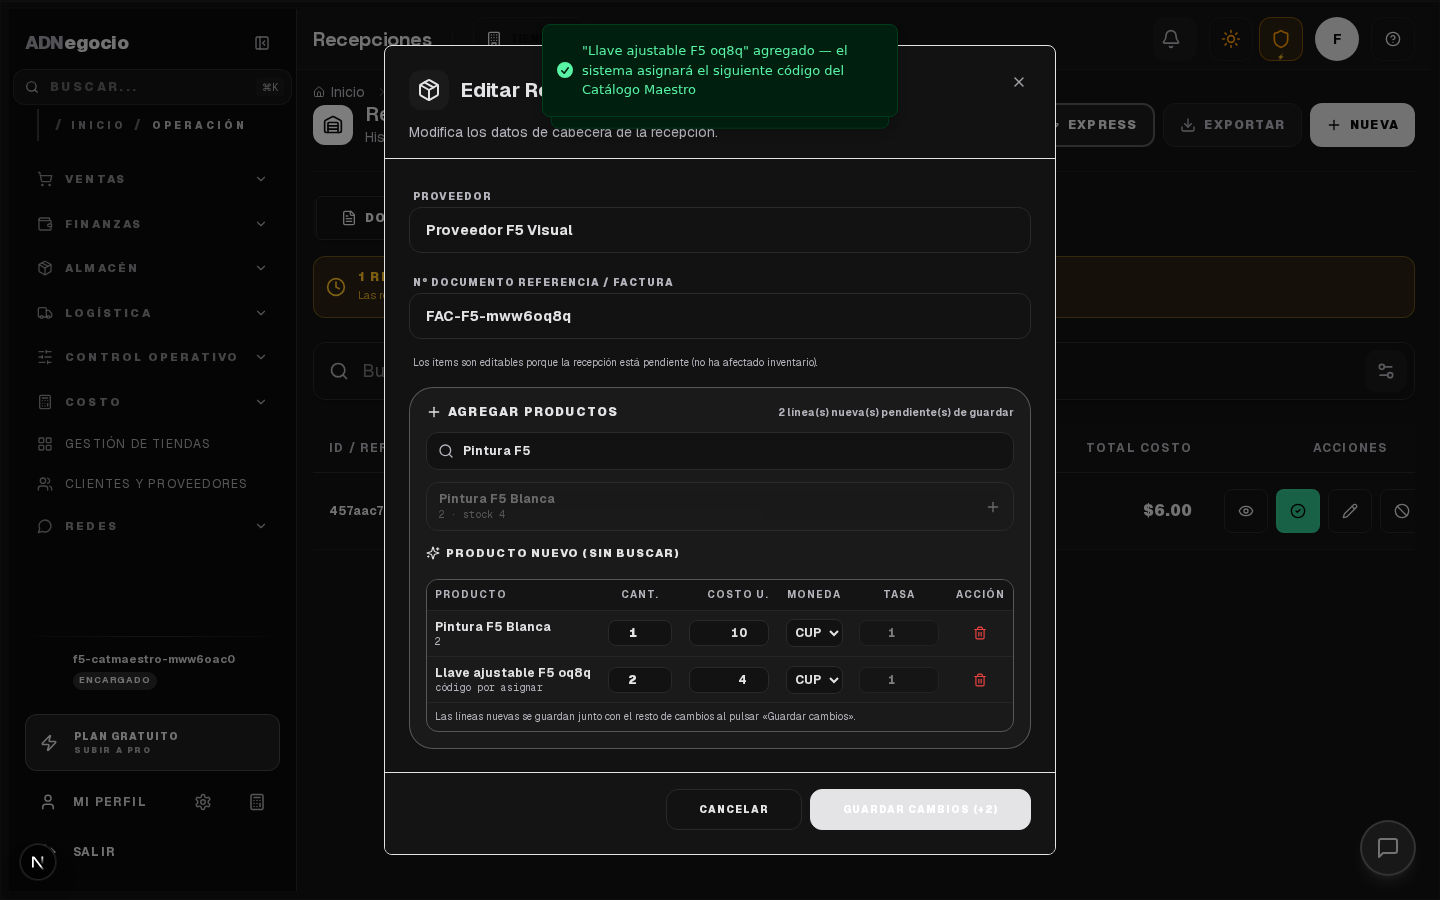 ADNegocio
BUSCAR...
⌘K
/ INICIO / OPERACIÓN
VENTAS
FINANZAS
ALMACÉN
LOGÍSTICA
CONTROL OPERATIVO
COSTO
GESTIÓN DE TIENDAS
CLIENTES Y PROVEEDORES
REDES
f5-catmaestro-mww6oac0
ENCARGADO
PLAN GRATUITO
SUBIR A PRO
MI PERFIL
SALIR
N
Recepciones
F
Inicio
EXPRESS
EXPORTAR
NUEVA
ID / REF
TOTAL COSTO
ACCIONES
457aac7
$6.00
"Llave ajustable F5 oq8q" agregado — el
sistema asignará el siguiente código del
Catálogo Maestro
Editar Re
Modifica los datos de cabecera de la recepción.
PROVEEDOR
Proveedor F5 Visual
Nº DOCUMENTO REFERENCIA / FACTURA
FAC-F5-mww6oq8q
Los ítems son editables porque la recepción está pendiente (no ha afectado inventario).
AGREGAR PRODUCTOS
2 línea(s) nueva(s) pendiente(s) de guardar
Pintura F5
Pintura F5 Blanca
2 · stock 4
PRODUCTO NUEVO (SIN BUSCAR)
PRODUCTO CANT. COSTO U. MONEDA TASA ACCIÓN
Pintura F5 Blanca 1 10 CUP 1
2
Llave ajustable F5 oq8q 2 4 CUP 1
código por asignar
Las líneas nuevas se guardan junto con el resto de cambios al pulsar «Guardar cambios».
CANCELAR
GUARDAR CAMBIOS (+2)